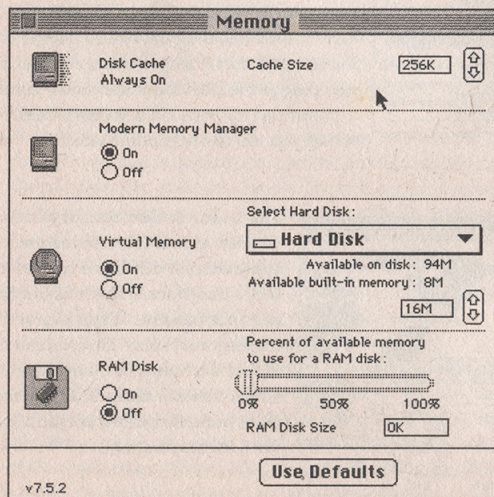 Memory
Disk Cache
Always On
Cache Size
256K
Modern Memory Manager
On
Off
Select Hard Disk:
Hard Disk
Virtual Memory
On
Off
Available on disk: 94M
Available built-in memory: 8M
16M
Percent of available memory
to use for a RAM disk:
RAM Disk
On
Off
0% 50% 100%
RAM Disk Size
0K
Use Defaults
v7.5.2